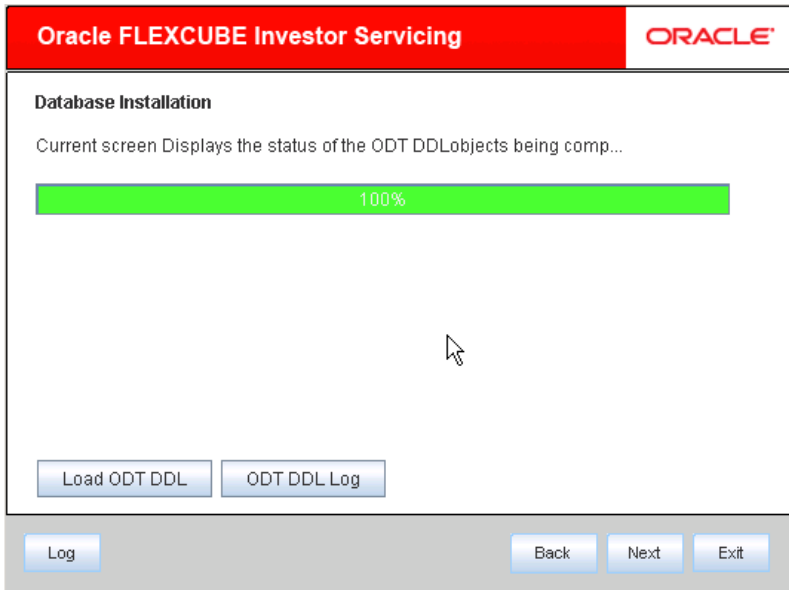 Oracle FLEXCUBE Investor Servicing
ORACLE
Database Installation
Current screen Displays the status of the ODT DDLobjects being comp...
100%
Load ODT DDL
ODT DDL Log
Log
Back
Next
Exit